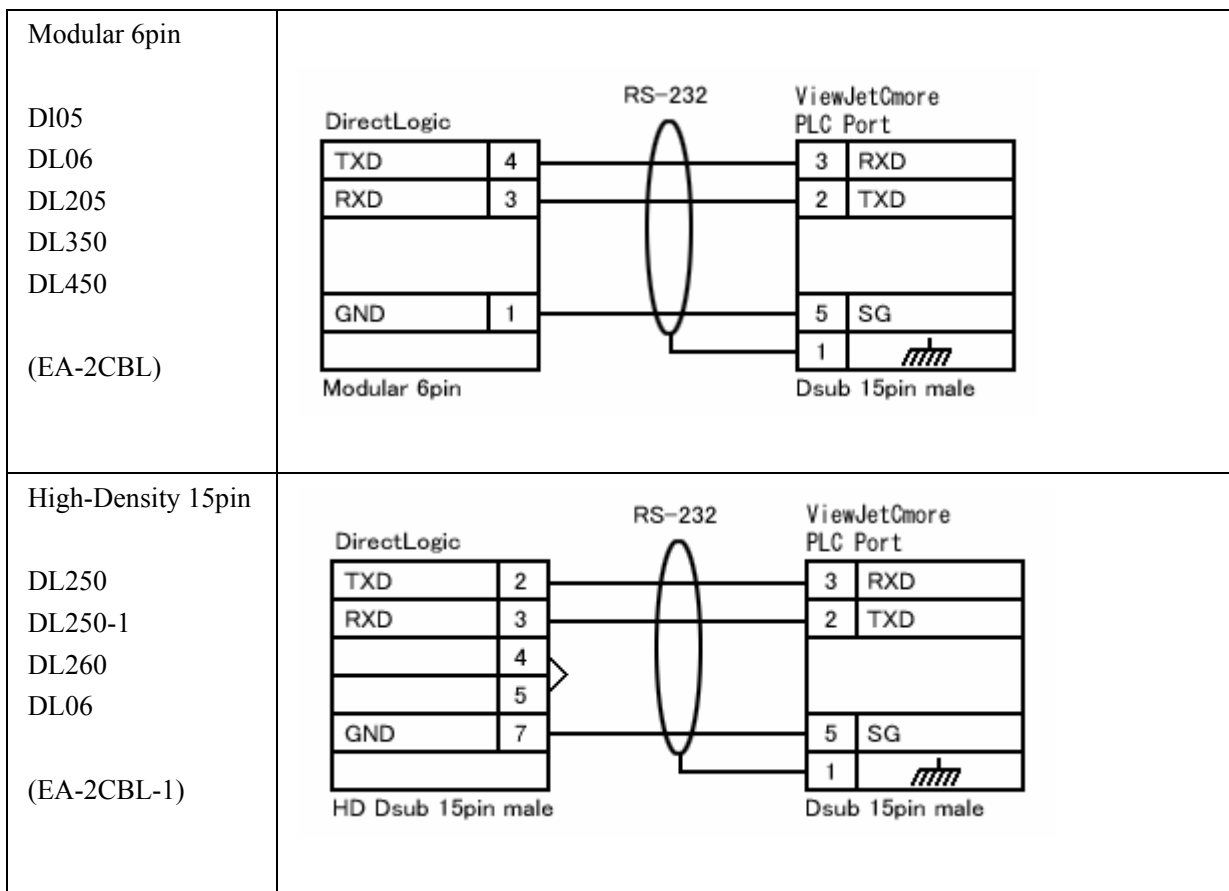 Modular 6pin
Dl05
DL06
DL205
DL350
DL450
(EA-2CBL)
RS-232
ViewJetCmore
DirectLogic
PLC Port
TXD 4
3 RXD
RXD 3
2 TXD
GND 1
5 SG
1
Modular 6pin
Dsub 15pin male
High-Density 15pin
DL250
DL250-1
DL260
DL06
(EA-2CBL-1)
RS-232
ViewJetCmore
DirectLogic
PLC Port
TXD 2
3 RXD
RXD 3
2 TXD
4
5
GND 7
5 SG
1
HD Dsub 15pin male
Dsub 15pin male